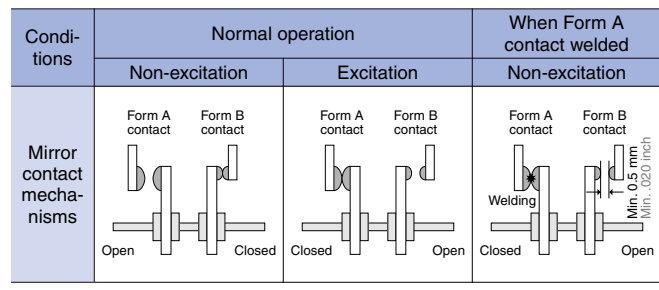 Condi-
tions
Normal operation
When Form A
contact welded
Non-excitation
Excitation
Non-excitation
Mirror
contact
mecha-
nisms
Form A
contact
Form B
contact
Open
Closed
Form A
contact
Form B
contact
Closed
Open
Form A
contact
Form B
contact
Welding
Min. 0.5 mm
Min. .020 inch
Closed
Open